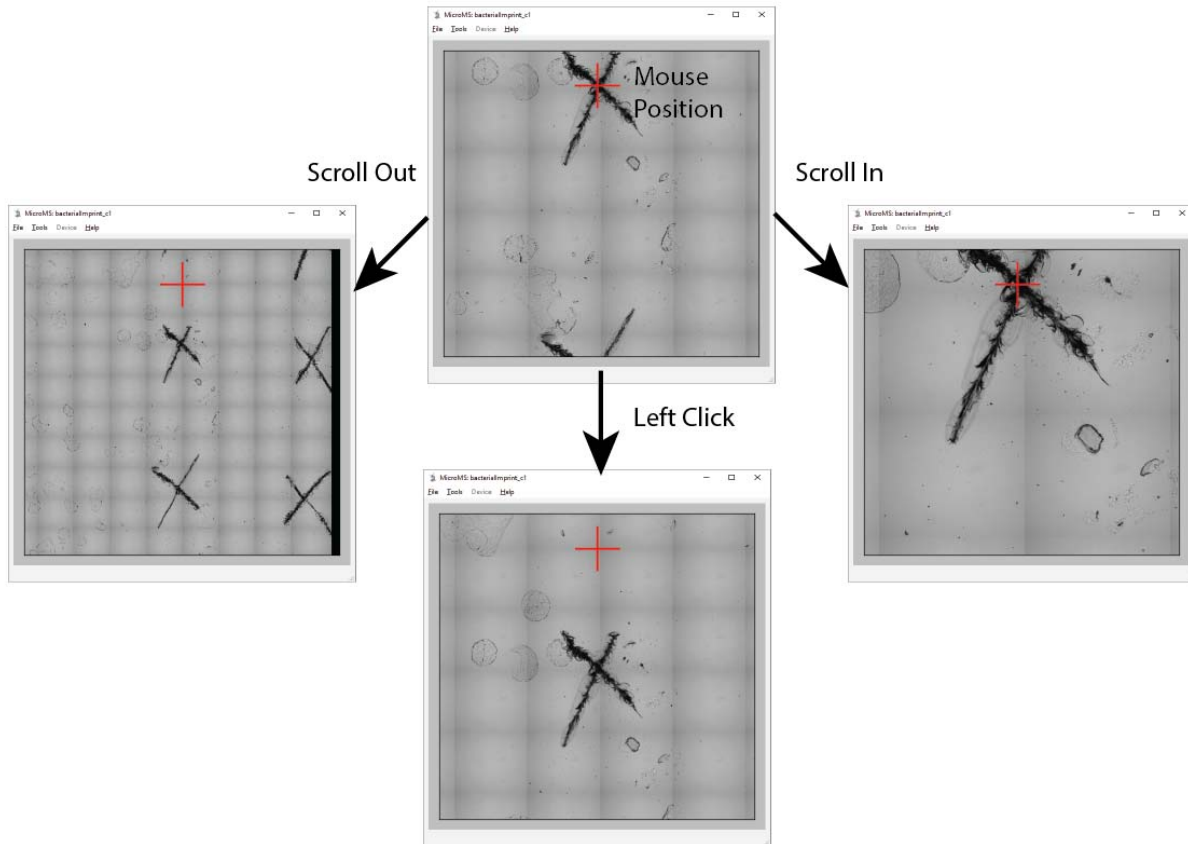 MicroMS: bacterialImprint_c1
File Tools Device Help
Mouse
Position
Scroll Out
Scroll In
MicroMS: bacterialImprint_c1
File Tools Device Help
MicroMS: bacterialImprint_c1
File Tools Device Help
Left Click
MicroMS: bacterialImprint_c1
File Tools Device Help